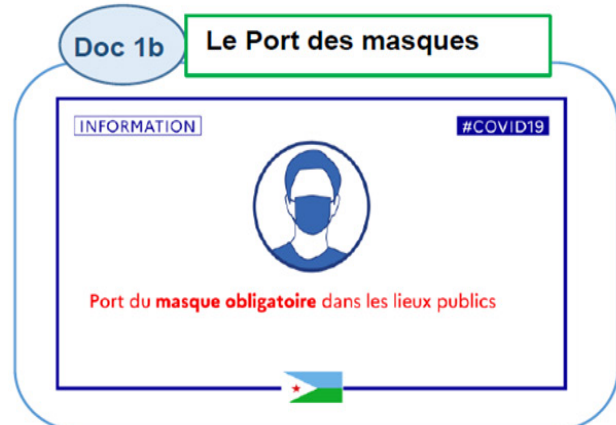 Doc 1b
Le Port des masques
INFORMATION
#COVID19
Port du masque obligatoire dans les lieux publics